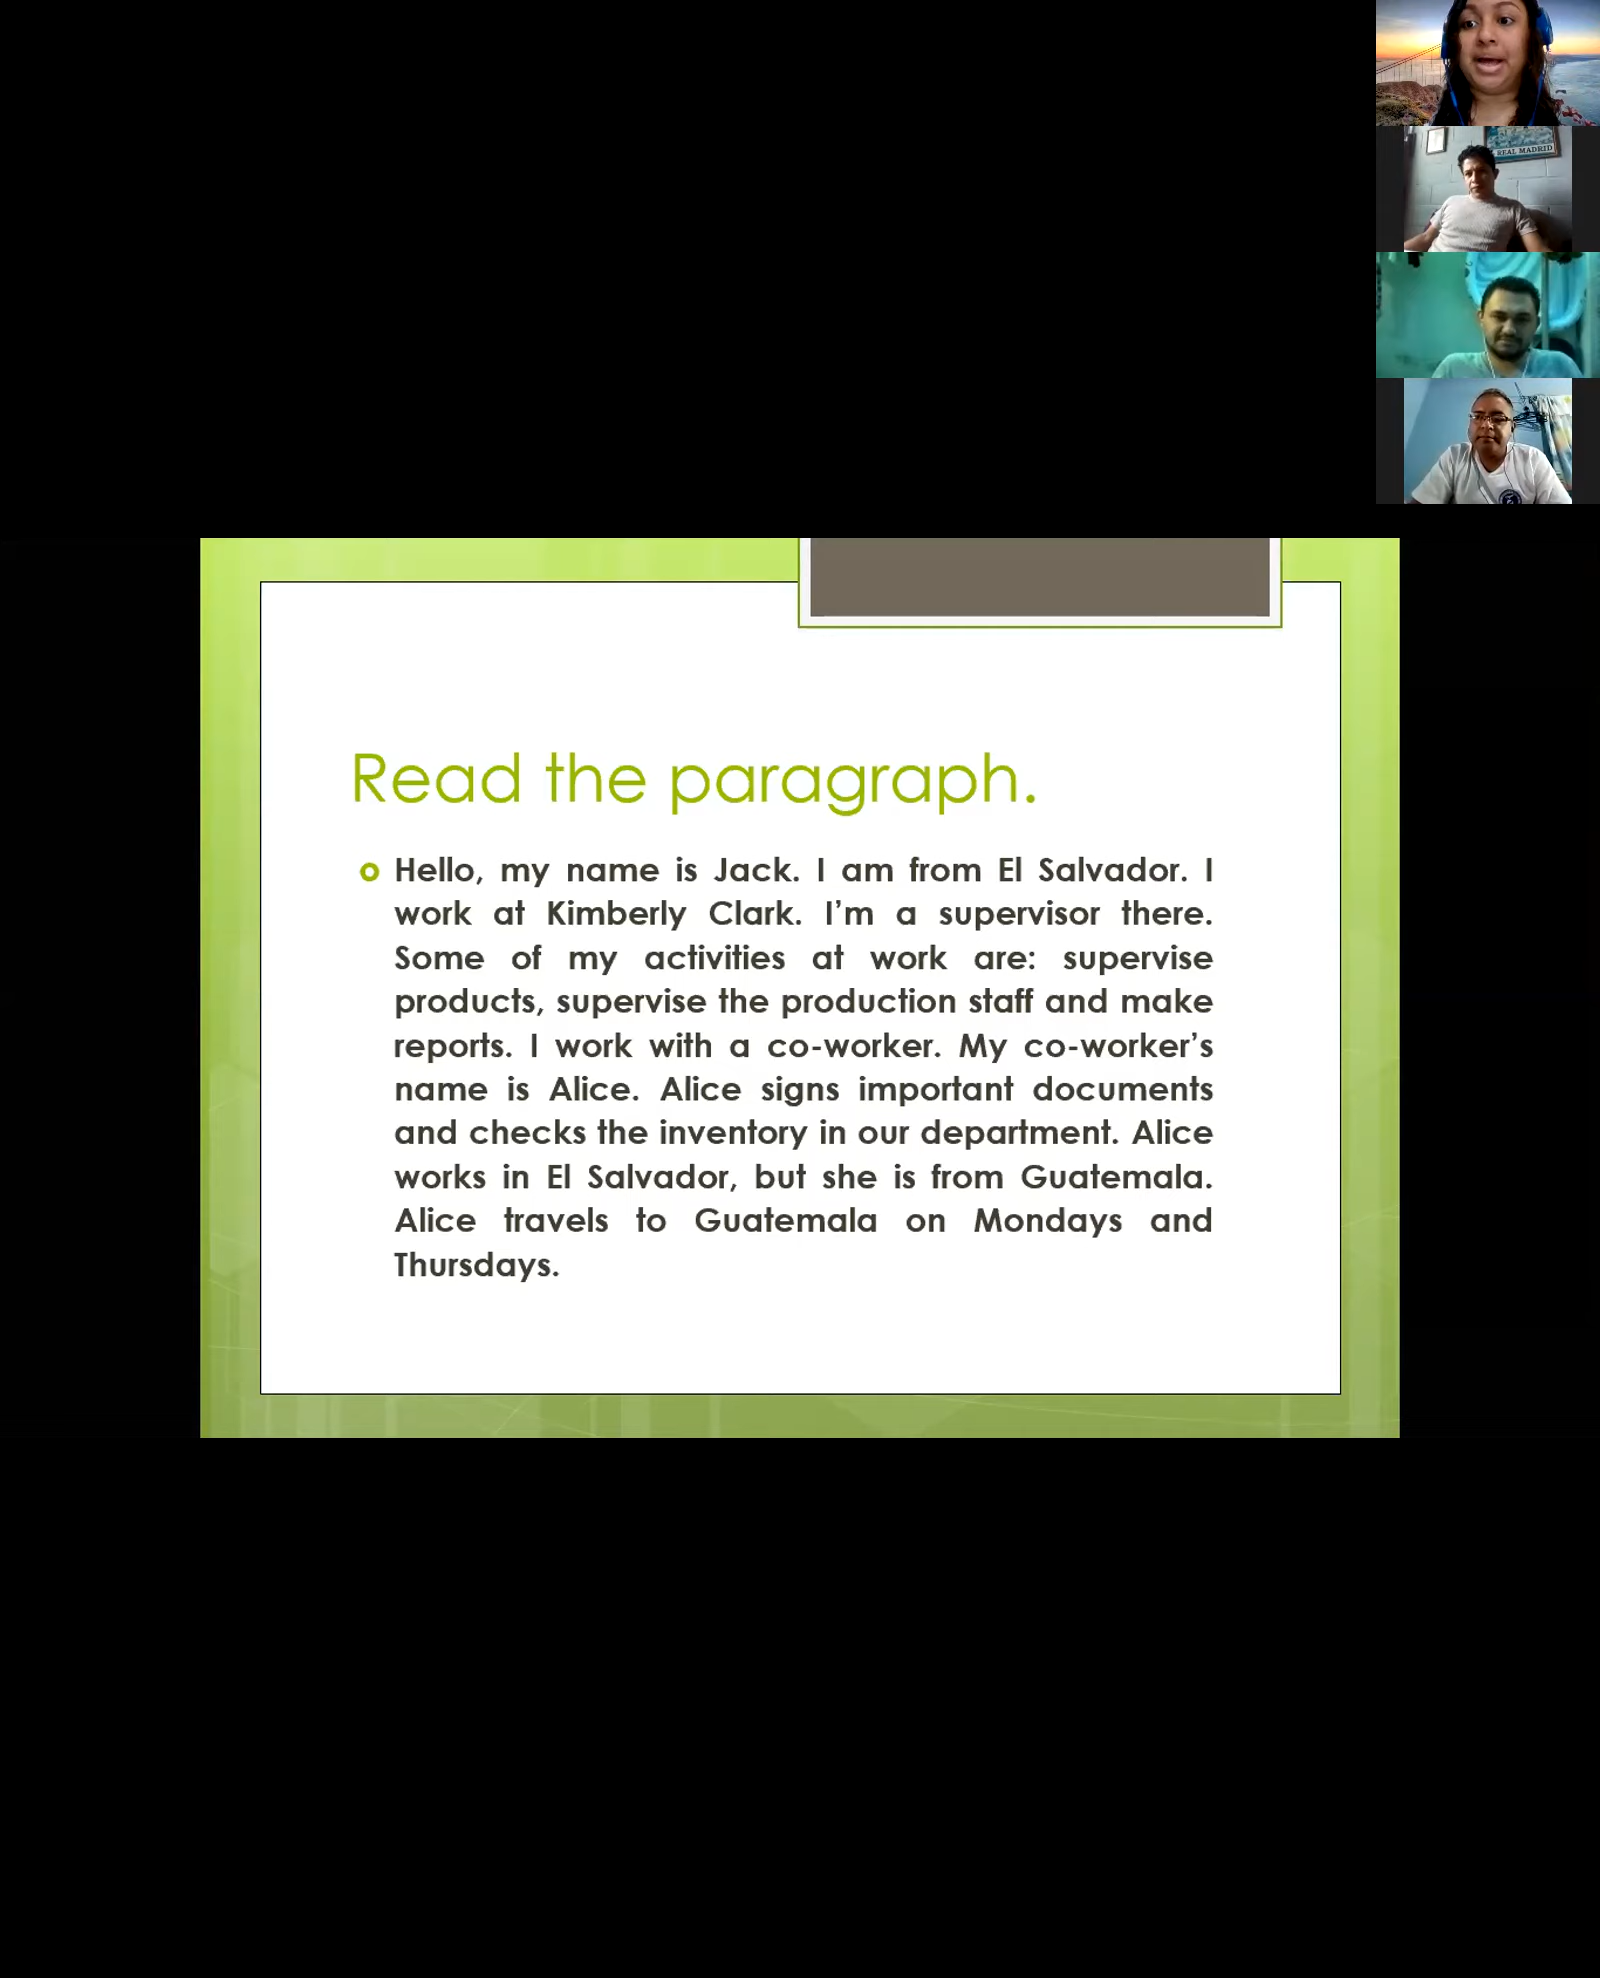 REAL MADRID
Read the paragraph.
Hello, my name is Jack. I am from El Salvador. I
work at Kimberly Clark. I'm a supervisor there.
Some of my activities at work are: supervise
products, supervise the production staff and make
reports. I work with a co-worker. My co-worker's
name is Alice. Alice signs important documents
and checks the inventory in our department. Alice
works in El Salvador, but she is from Guatemala.
Alice travels to Guatemala on Mondays and
Thursdays.